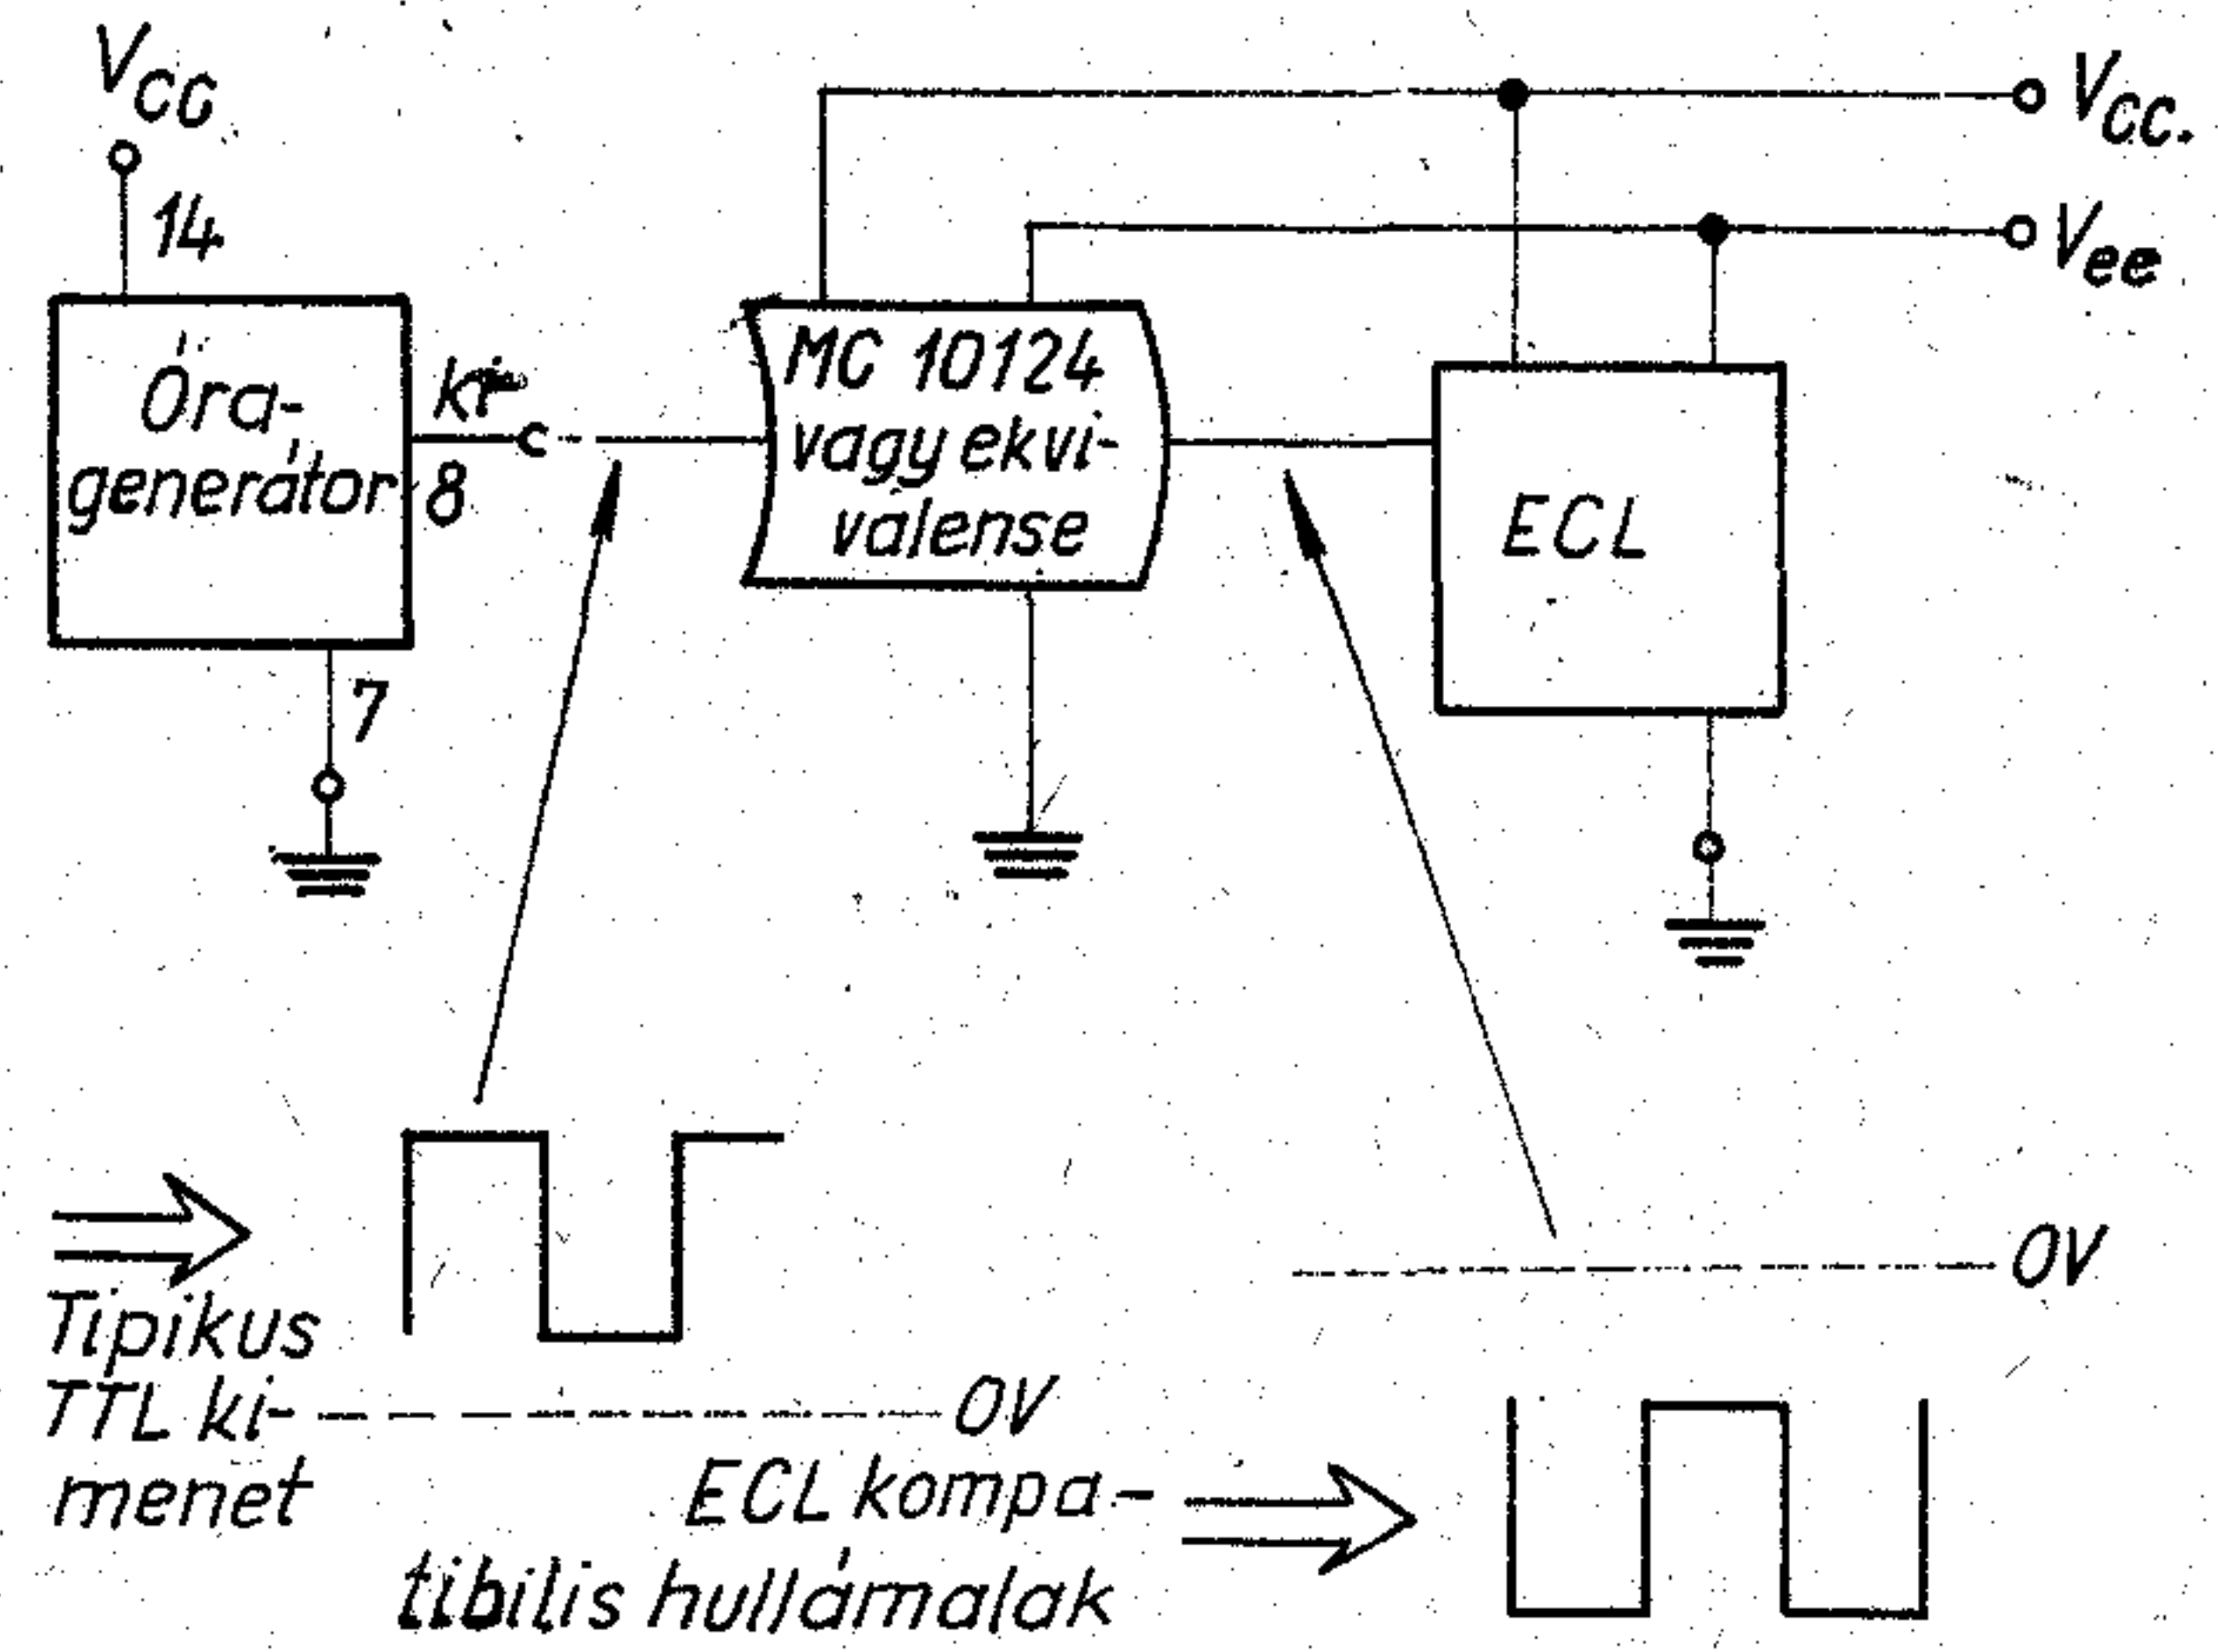 VCC
14
Óra-
generátor
ki
8
7
MC 10124
vagy ekvi-
valense
VCC.
Vee
ECL
Tipikus
TTL ki-
menet
0V
0V
ECL kompa-
tibilis hullámalak